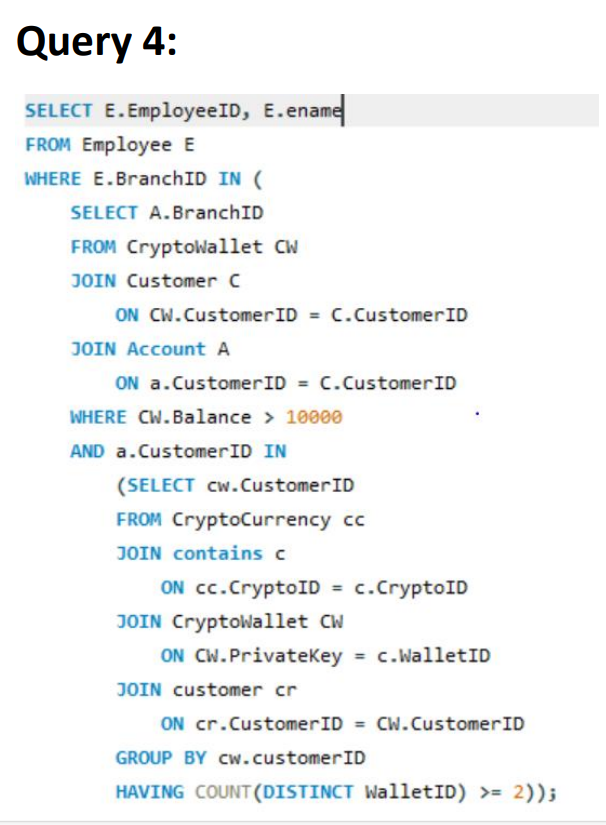 Query 4:
SELECT E.EmployeeID, E.ename
FROM Employee E
WHERE E.BranchID IN (
SELECT A.BranchID
FROM CryptoWallet CW
JOIN Customer C
ON CW.CustomerID = C.CustomerID
JOIN Account A
ON a.CustomerID = C.CustomerID
WHERE CW.Balance > 10000
AND a.CustomerID IN
(SELECT cw.CustomerID
FROM CryptoCurrency cc
JOIN contains c
ON cc.CryptoID = c.CryptoID
JOIN CryptoWallet CW
ON CW.PrivateKey = c.WalletID
JOIN customer cr
ON cr.CustomerID = CW.CustomerID
GROUP BY cw.customerID
HAVING COUNT(DISTINCT WalletID) >= 2));